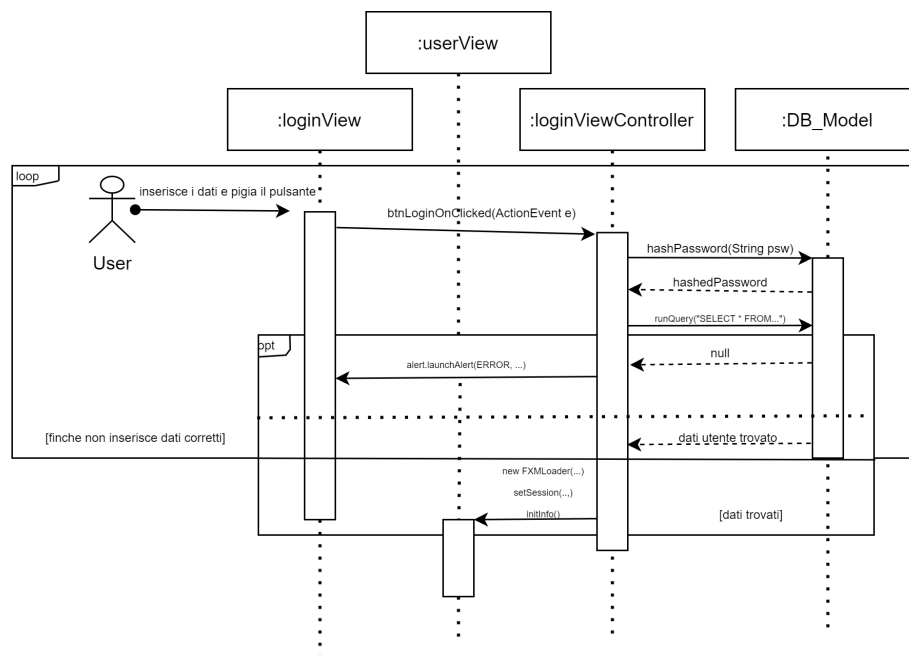 :userView
:loginView
:loginViewController
:DB_Model
loop
inserisce i dati e pigia il pulsante
User
btnLoginOnClicked(ActionEvent e)
hashPassword(String psw)
hashedPassword
runQuery("SELECT * FROM...")
opt
null
alert.launchAlert(ERROR, ...)
[finche non inserisce dati corretti]
dati utente trovato
new FXMLoader(...)
setSession(..,)
initInfo()
[dati trovati]